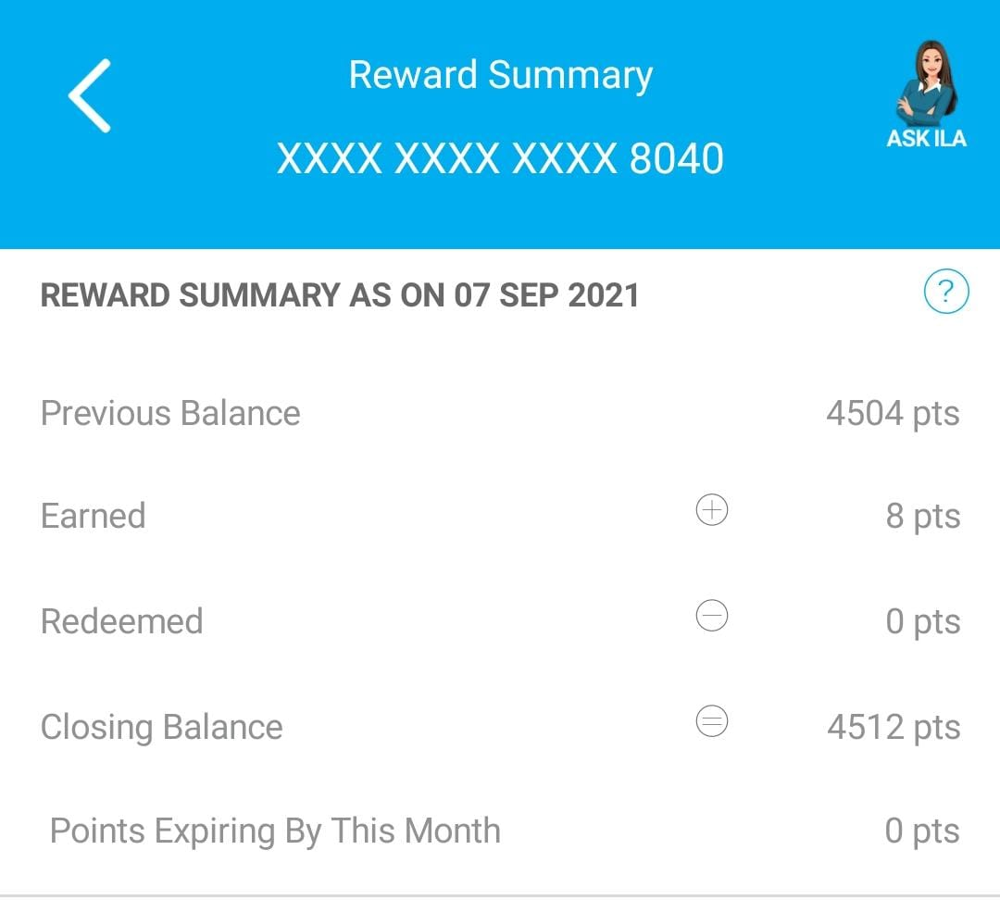 Reward Summary
XXXX XXXX XXXX 8040
ASK ILA
REWARD SUMMARY AS ON 07 SEP 2021
?
Previous Balance 4504 pts
Earned + 8 pts
Redeemed − 0 pts
Closing Balance = 4512 pts
Points Expiring By This Month 0 pts